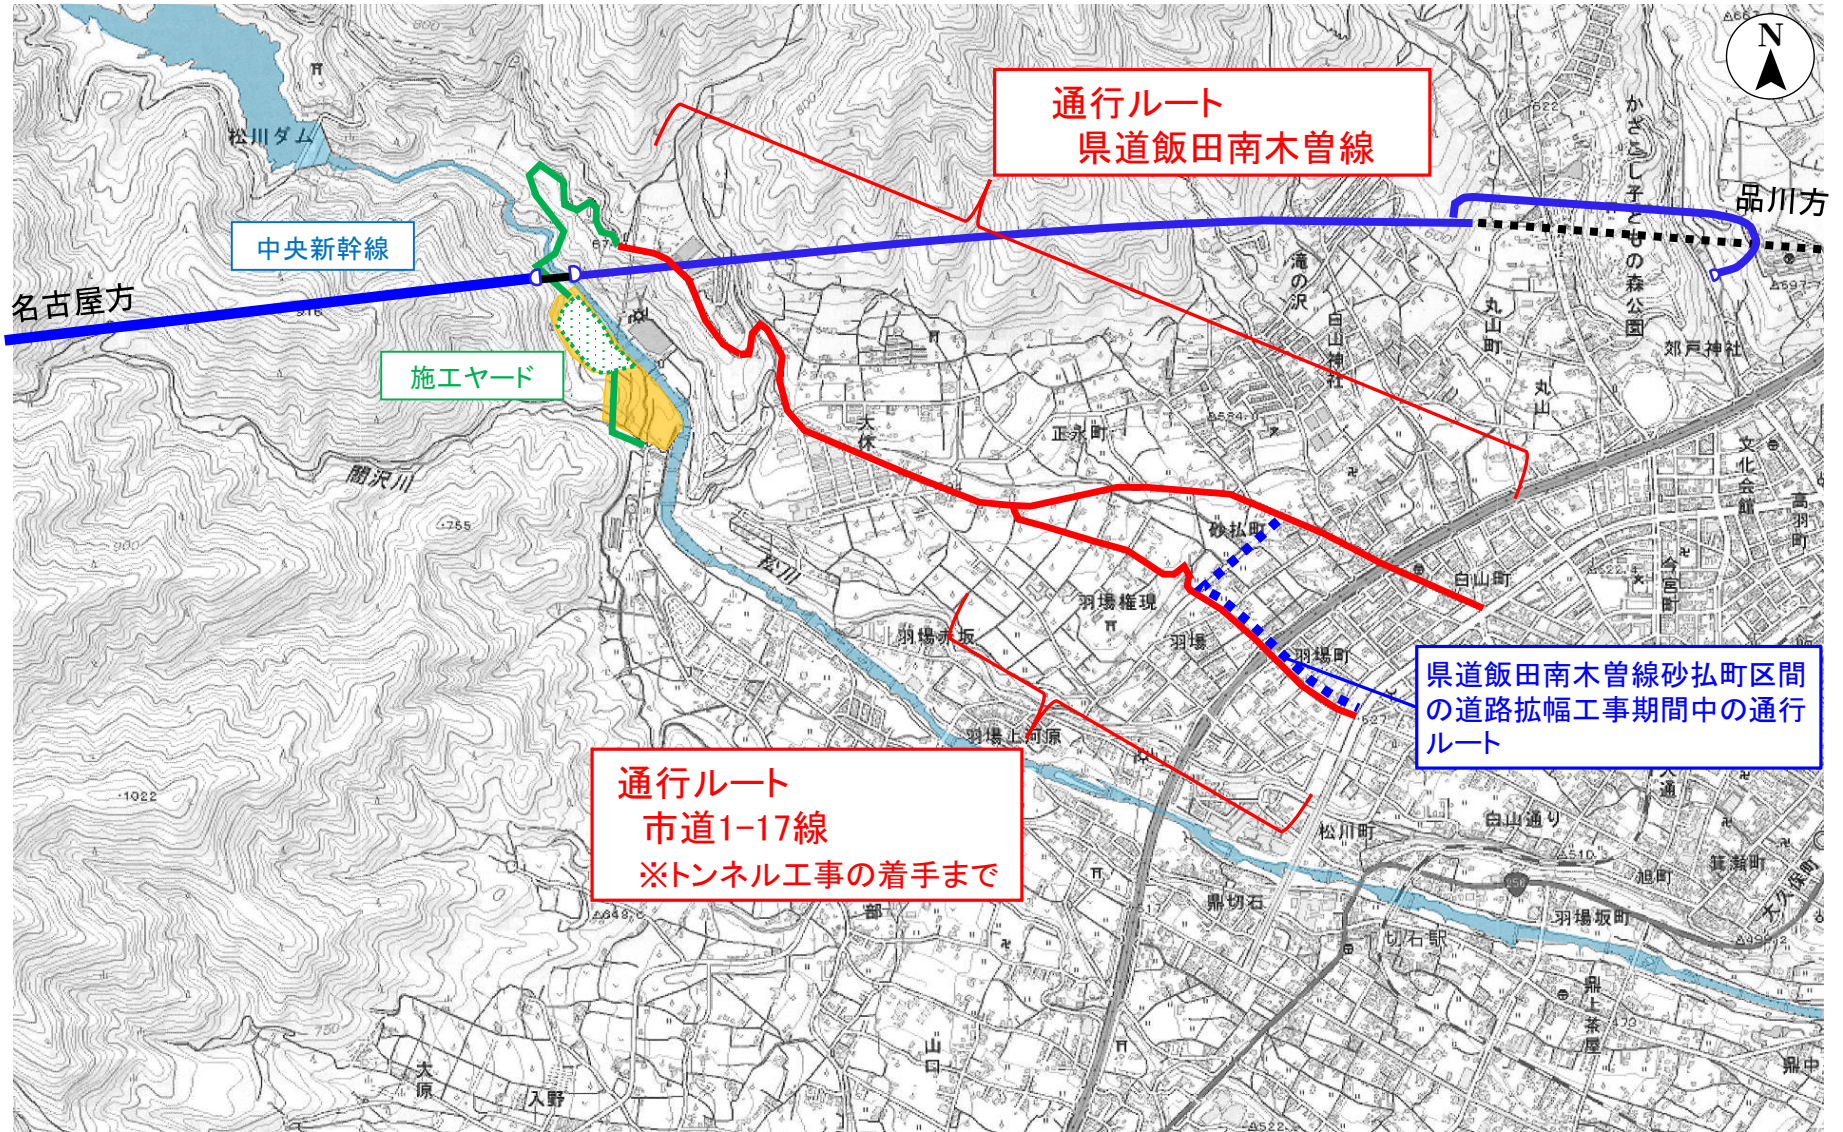 N
通行ルート
県道飯田南木曽線
品川方
かざこし子どもの森公園
松川ダム
中央新幹線
名古屋方
滝の沢
白山神社
丸山町
郊戸神社
丸山
施工ヤード
大休
正永町
文化会館
高羽町
間沢川
755
900
砂払町
松川
白山町
今宮町
羽場権現
羽場赤坂
羽場
羽場町
県道飯田南木曽線砂払町区間
の道路拡幅工事期間中の通行
ルート
羽場上河原
通行ルート
市道1-17線
※トンネル工事の着手まで
1022
大通
松川町
白山通り
旭町
箕瀬町
大久保町
256
羽場坂町
鼎切石
切石駅
部
鼎上茶屋
473
750
大原
入野
山口
鼎中